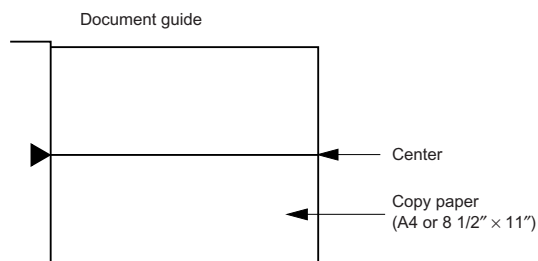 Document guide
Center
Copy paper
(A4 or 8 1/2″ × 11″)